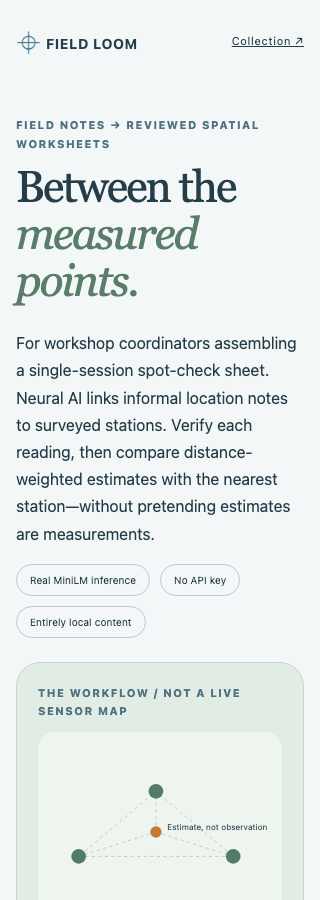 FIELD LOOM
Collection ↗
FIELD NOTES → REVIEWED SPATIAL
WORKSHEETS
Between the
measured
points.
For workshop coordinators assembling
a single-session spot-check sheet.
Neural AI links informal location notes
to surveyed stations. Verify each
reading, then compare distance-
weighted estimates with the nearest
station—without pretending estimates
are measurements.
Real MiniLM inference
No API key
Entirely local content
THE WORKFLOW / NOT A LIVE
SENSOR MAP
Estimate, not observation